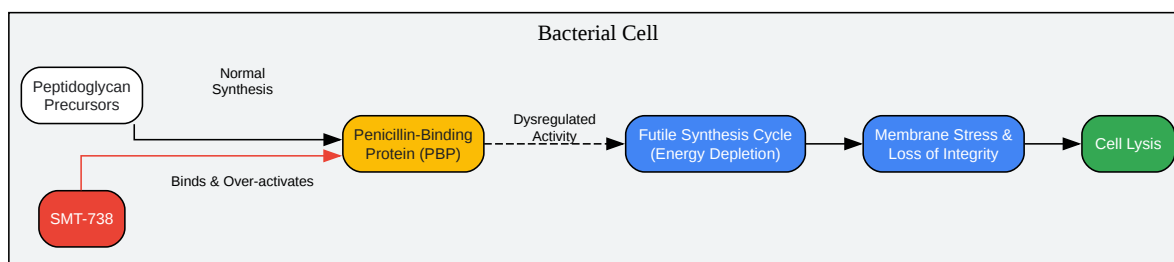 Bacterial Cell
Peptidoglycan
Precursors
Normal
Synthesis
Penicillin-Binding
Protein (PBP)
Dysregulated
Activity
Futile Synthesis Cycle
(Energy Depletion)
Membrane Stress &
Loss of Integrity
Cell Lysis
Binds & Over-activates
SMT-738